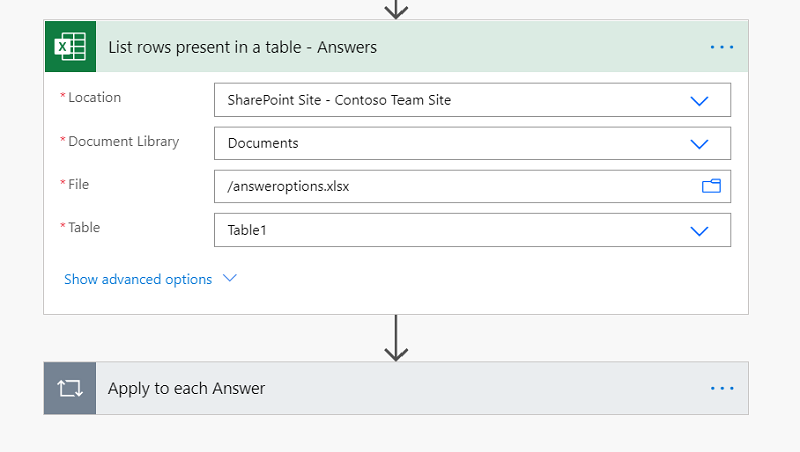 List rows present in a table - Answers
* Location
SharePoint Site - Contoso Team Site
* Document Library
Documents
* File
/answeroptions.xlsx
* Table
Table1
Show advanced options
Apply to each Answer